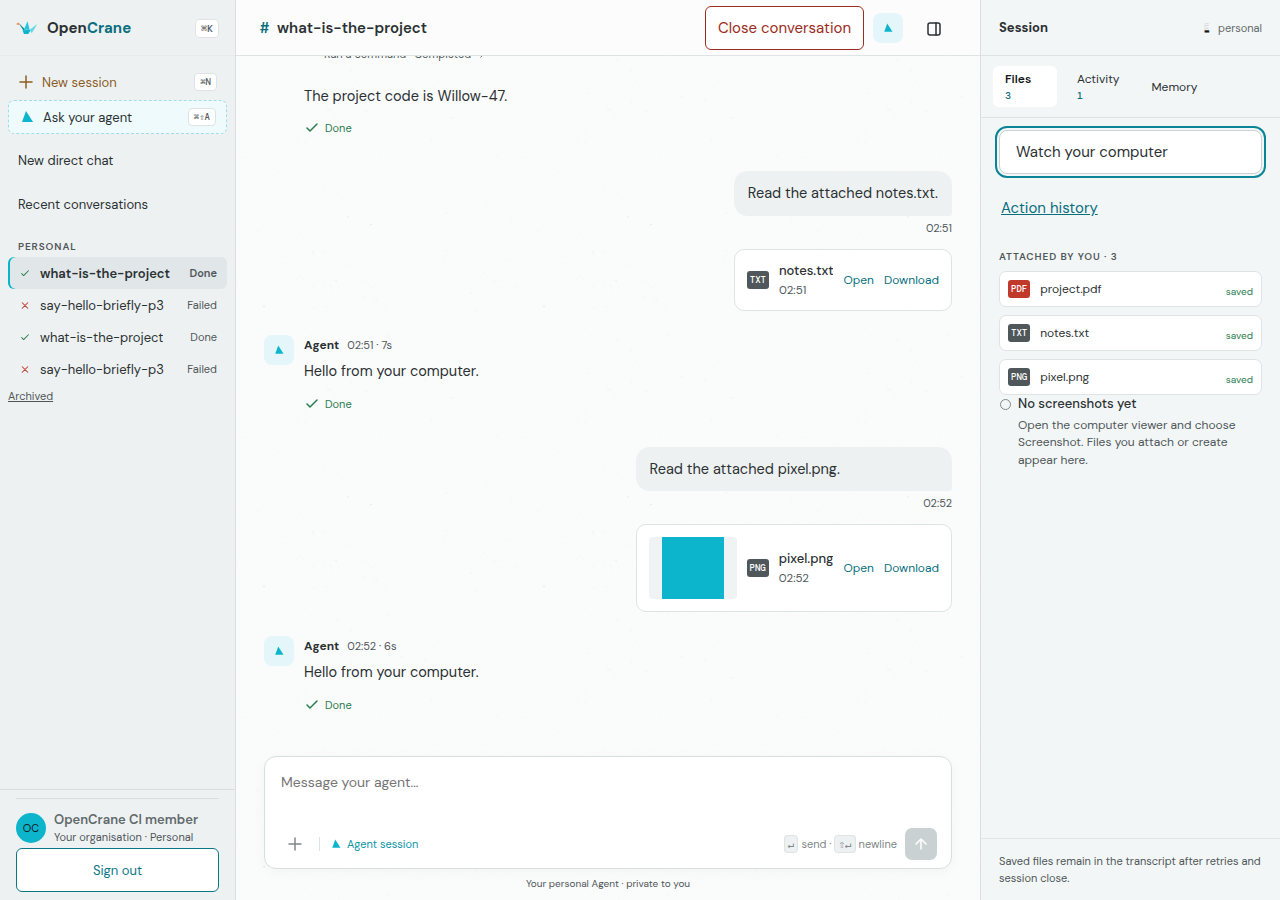 OpenCrane ⌘K
New session ⌘N
Ask your agent ⌘⇧A
New direct chat
Recent conversations
PERSONAL
what-is-the-project Done
say-hello-briefly-p3 Failed
what-is-the-project Done
say-hello-briefly-p3 Failed
Archived
OC
OpenCrane CI member
Your organisation · Personal
Sign out
# what-is-the-project
Close conversation
The project code is Willow-47.
Done
Read the attached notes.txt.
02:51
TXT notes.txt Open Download
02:51
Agent 02:51 · 7s
Hello from your computer.
Done
Read the attached pixel.png.
02:52
PNG pixel.png Open Download
02:52
Agent 02:52 · 6s
Hello from your computer.
Done
Message your agent…
Agent session
↵ send · ⇧↵ newline
Your personal Agent · private to you
Session personal
Files 3
Activity 1
Memory
Watch your computer
Action history
ATTACHED BY YOU · 3
PDF project.pdf saved
TXT notes.txt saved
PNG pixel.png saved
No screenshots yet
Open the computer viewer and choose
Screenshot. Files you attach or create
appear here.
Saved files remain in the transcript after retries and
session close.